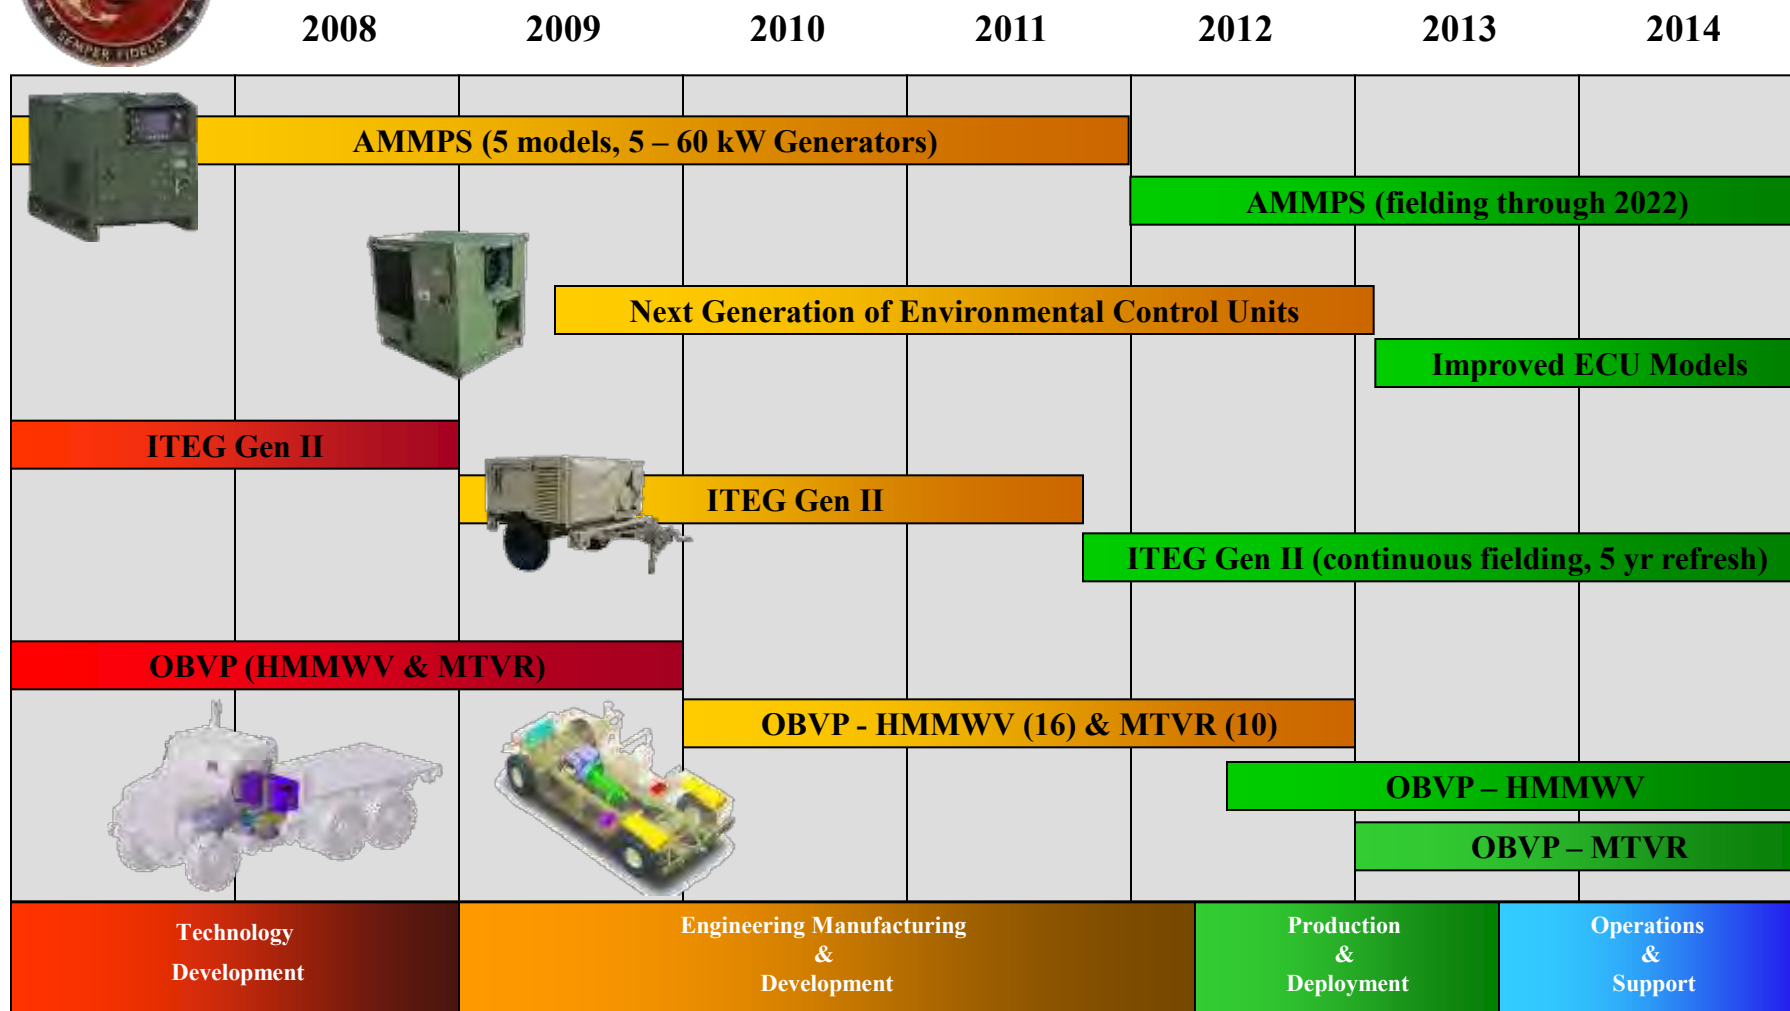 SEMPER FIDELIS
2008 2009 2010 2011 2012 2013 2014
AMMPS (5 models, 5 – 60 kW Generators)
AMMPS (fielding through 2022)
Next Generation of Environmental Control Units
Improved ECU Models
ITEG Gen II
ITEG Gen II
ITEG Gen II (continuous fielding, 5 yr refresh)
OBVP (HMMWV & MTVR)
OBVP - HMMWV (16) & MTVR (10)
OBVP – HMMWV
OBVP – MTVR
Technology
Development
Engineering Manufacturing
&
Development
Production
&
Deployment
Operations
&
Support